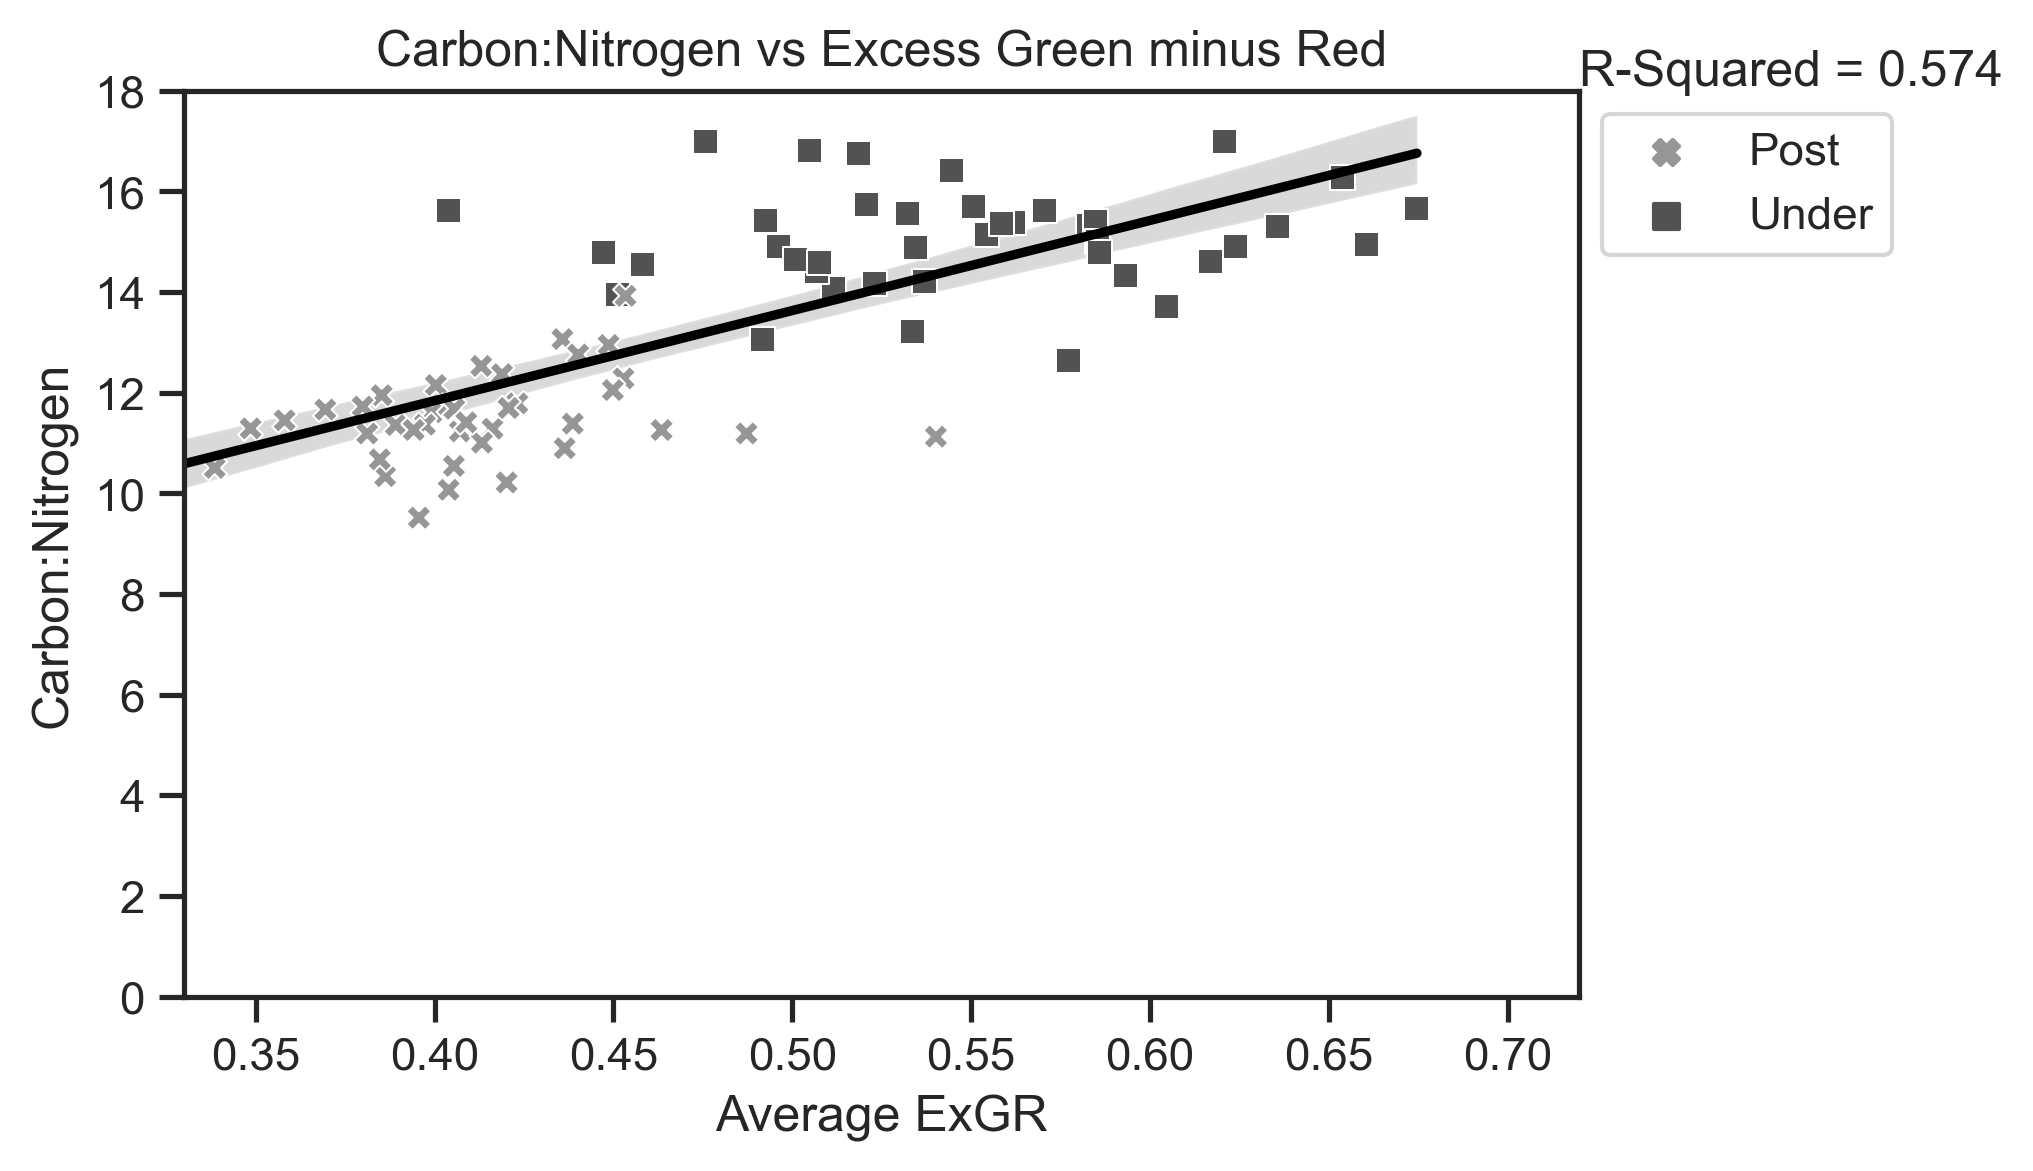 Carbon:Nitrogen vs Excess Green minus Red
R-Squared = 0.574
Post
Under
Carbon:Nitrogen
18
16
14
12
10
8
6
4
2
0
0.35 0.40 0.45 0.50 0.55 0.60 0.65 0.70
Average ExGR